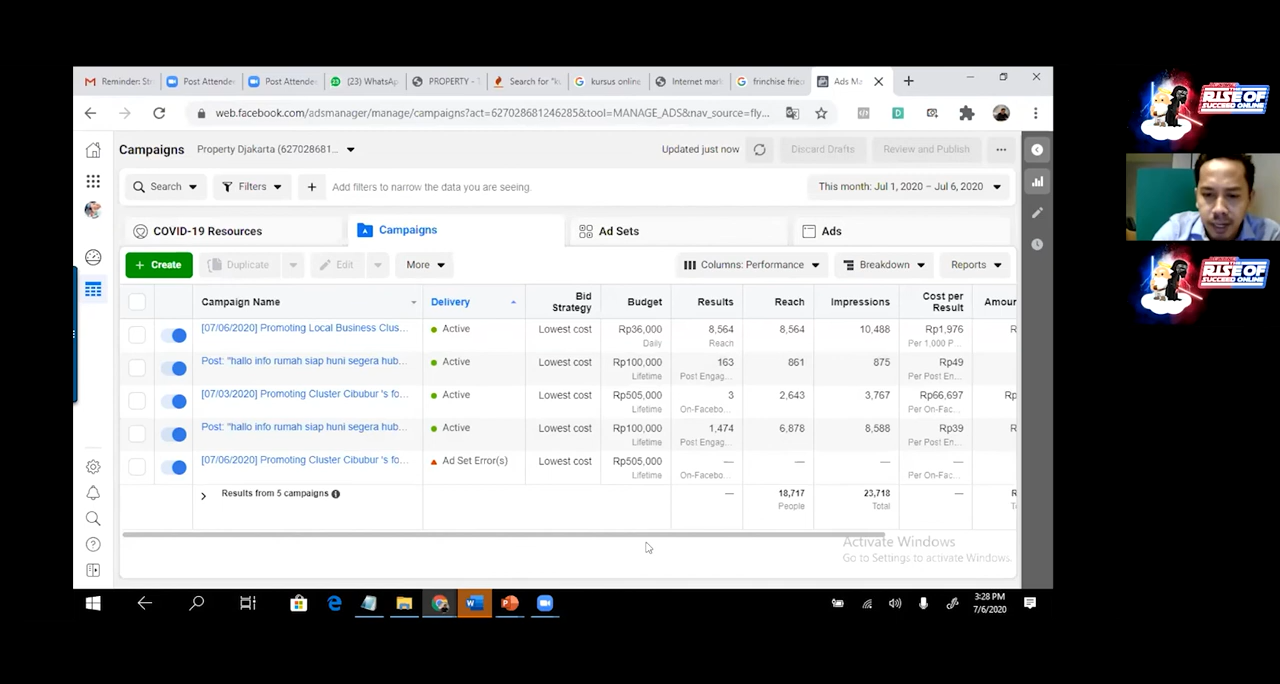 Reminder: St
Post Attende
Post Attende
(23) WhatsAp
PROPERTY - T
Search for "ku
kursus online
Internet mark
frinchise fried
Ads Ma
web.facebook.com/adsmanager/manage/campaigns?act=627028681246285&tool=MANAGE_ADS&nav_source=fly...
Campaigns
Property Djakarta (627028681...
Updated just now
Discard Drafts
Review and Publish
Search
Filters
Add filters to narrow the data you are seeing.
This month: Jul 1, 2020 – Jul 6, 2020
COVID-19 Resources
Campaigns
Ad Sets
Ads
+ Create
Duplicate
Edit
More
Columns: Performance
Breakdown
Reports
Campaign Name
Delivery
Bid Strategy
Budget
Results
Reach
Impressions
Cost per Result
Amour
[07/06/2020] Promoting Local Business Clus...
Active
Lowest cost
Rp36,000
8,564
8,564
10,488
Rp1,976
R
Daily
Reach
Per 1,000 P...
Post: "hallo info rumah siap huni segera hub...
Active
Lowest cost
Rp100,000
163
861
875
Rp49
Lifetime
Post Engag...
Per Post En...
[07/03/2020] Promoting Cluster Cibubur 's fo...
Active
Lowest cost
Rp505,000
3
2,643
3,767
Rp66,697
Rp
Lifetime
On-Facebo...
Per On-Fac...
Post: "hallo info rumah siap huni segera hub...
Active
Lowest cost
Rp100,000
1,474
6,878
8,588
Rp39
Lifetime
Post Engag...
Per Post En...
[07/06/2020] Promoting Cluster Cibubur 's fo...
Ad Set Error(s)
Lowest cost
Rp505,000
—
—
—
—
Lifetime
On-Facebo...
Per On-Fac...
Results from 5 campaigns
—
18,717
23,718
—
R
People
Total
Activate Windows
Go to Settings to activate Windows.
3:28 PM
7/6/2020
RISE OF
SUCCEED ONLINE
RISE OF
SUCCEED ONLINE